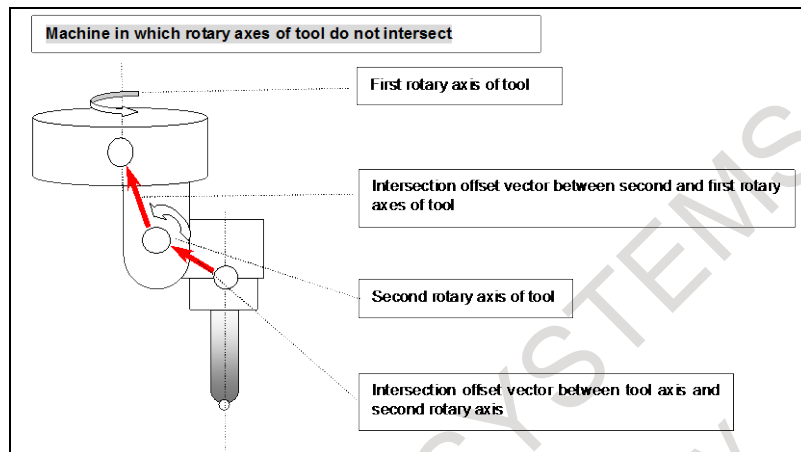 Machine in which rotary axes of tool do not intersect
First rotary axis of tool
Intersection offset vector between second and first rotary
axes of tool
Second rotary axis of tool
Intersection offset vector between tool axis and
second rotary axis
SYSTEMS